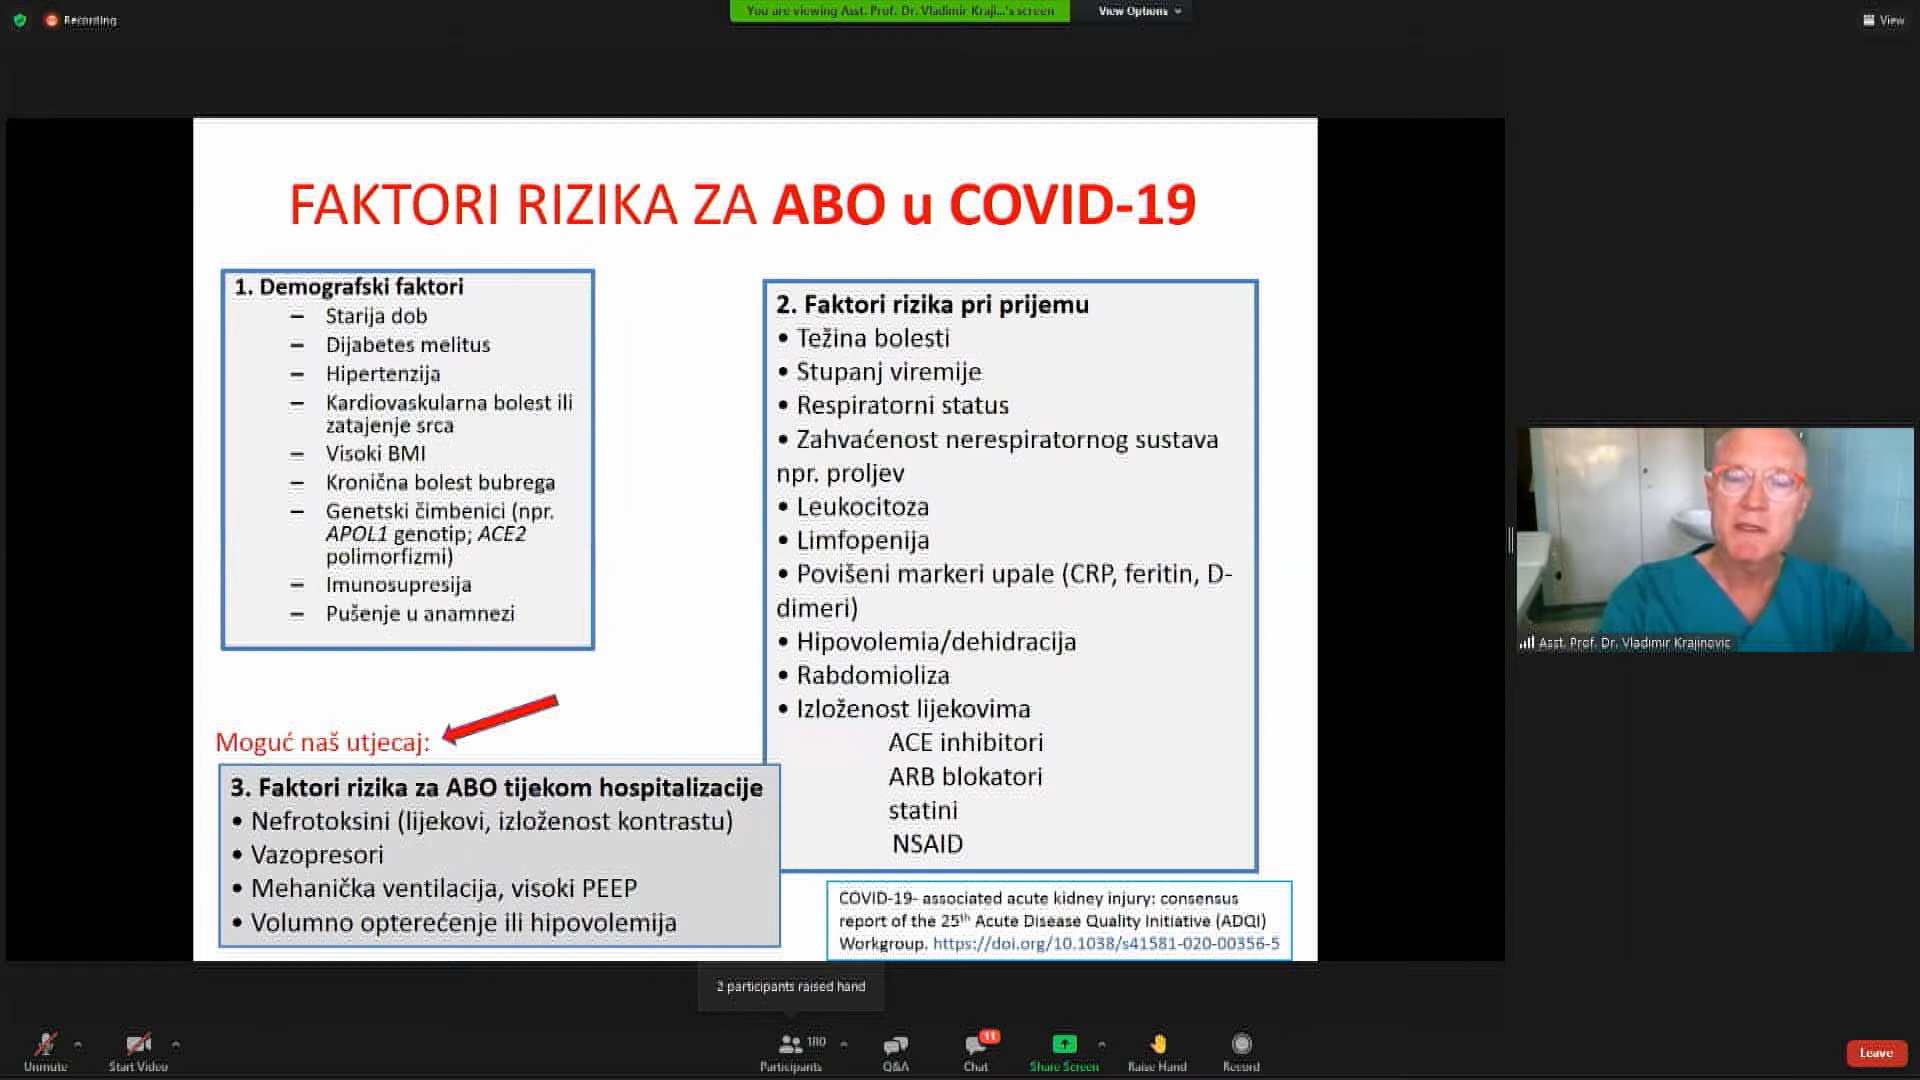 Recording
You are viewing Asst. Prof. Dr. Vladimir Kraji...'s screen
View Options
View
FAKTORI RIZIKA ZA ABO u COVID-19
1. Demografski faktori
– Starija dob
– Dijabetes melitus
– Hipertenzija
– Kardiovaskularna bolest ili
zatajenje srca
– Visoki BMI
– Kronična bolest bubrega
– Genetski čimbenici (npr.
APOL1 genotip; ACE2
polimorfizmi)
– Imunosupresija
– Pušenje u anamnezi
2. Faktori rizika pri prijemu
• Težina bolesti
• Stupanj viremije
• Respiratorni status
• Zahvaćenost nerespiratornog sustava
npr. proljev
• Leukocitoza
• Limfopenija
• Povišeni markeri upale (CRP, feritin, D-
dimeri)
• Hipovolemia/dehidracija
• Rabdomioliza
• Izloženost lijekovima
ACE inhibitori
ARB blokatori
statini
NSAID
Moguć naš utjecaj:
3. Faktori rizika za ABO tijekom hospitalizacije
• Nefrotoksini (lijekovi, izloženost kontrastu)
• Vazopresori
• Mehanička ventilacija, visoki PEEP
• Volumno opterećenje ili hipovolemija
COVID-19- associated acute kidney injury: consensus
report of the 25th Acute Disease Quality Initiative (ADQI)
Workgroup. https://doi.org/10.1038/s41581-020-00356-5
Asst. Prof. Dr. Vladimir Krajinovic
2 participants raised hand
Unmute
Start Video
180
Participants
Q&A
11
Chat
Share Screen
Raise Hand
Record
Leave